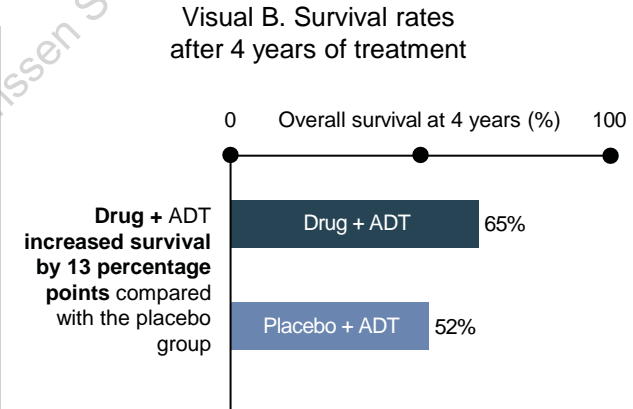 Visual B. Survival rates
after 4 years of treatment
0 Overall survival at 4 years (%) 100
Drug + ADT
increased survival
by 13 percentage
points compared
with the placebo
group
Drug + ADT 65%
Placebo + ADT 52%